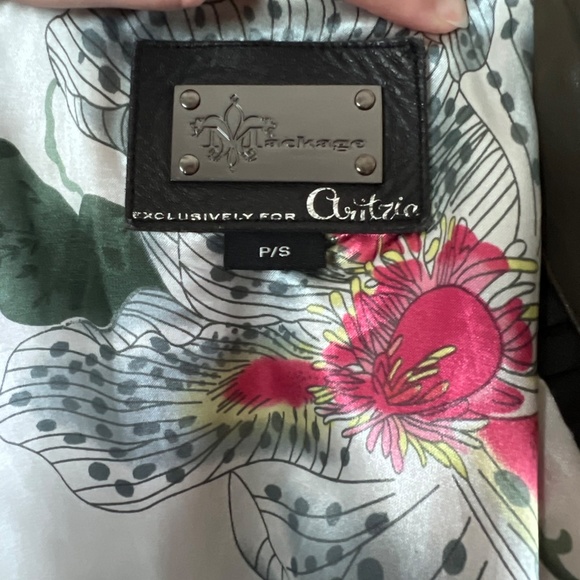 Mackage
EXCLUSIVELY FOR Aritzia
P/S